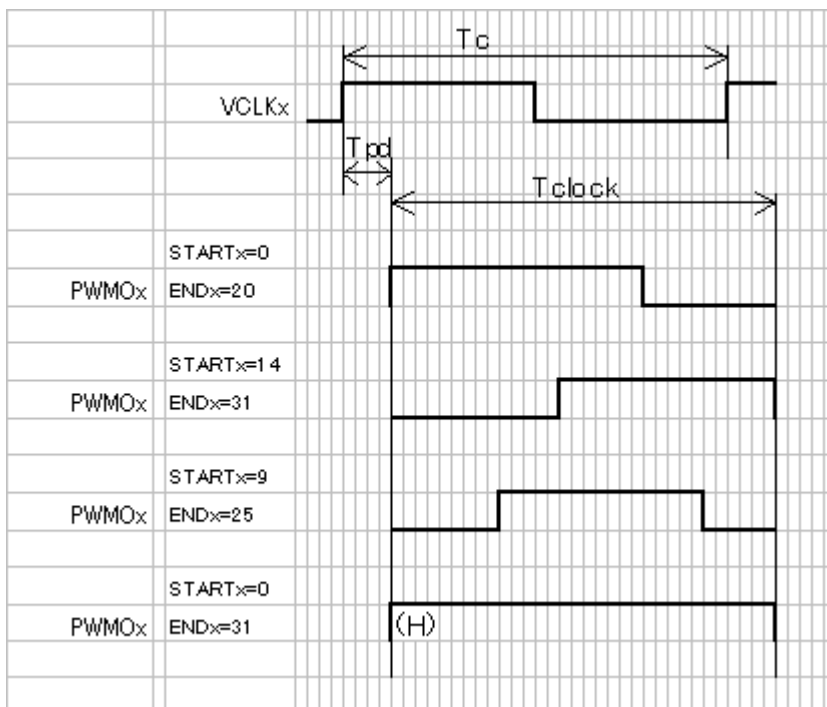 Tc
VCLKx
Tpd
Tclock
STARTx=0
PWMOx ENDx=20
STARTx=14
PWMOx ENDx=31
STARTx=9
PWMOx ENDx=25
STARTx=0
PWMOx ENDx=31 (H)